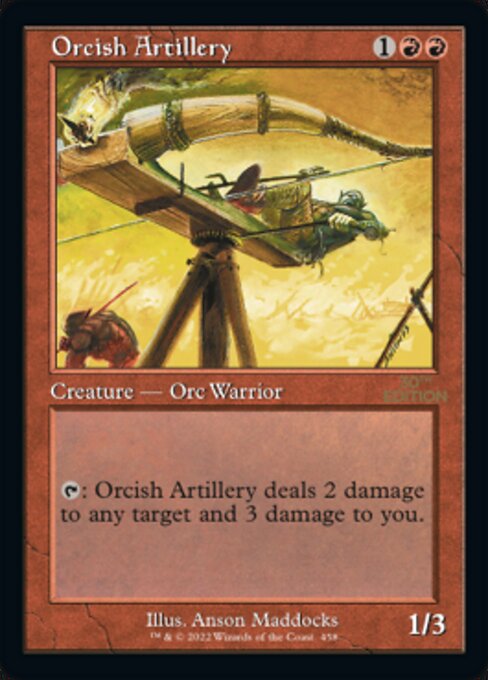 Orcish Artillery 1
30TH
EDITION
Creature — Orc Warrior
: Orcish Artillery deals 2 damage
to any target and 3 damage to you.
Illus. Anson Maddocks
™ & © 2022 Wizards of the Coast 458
1/3